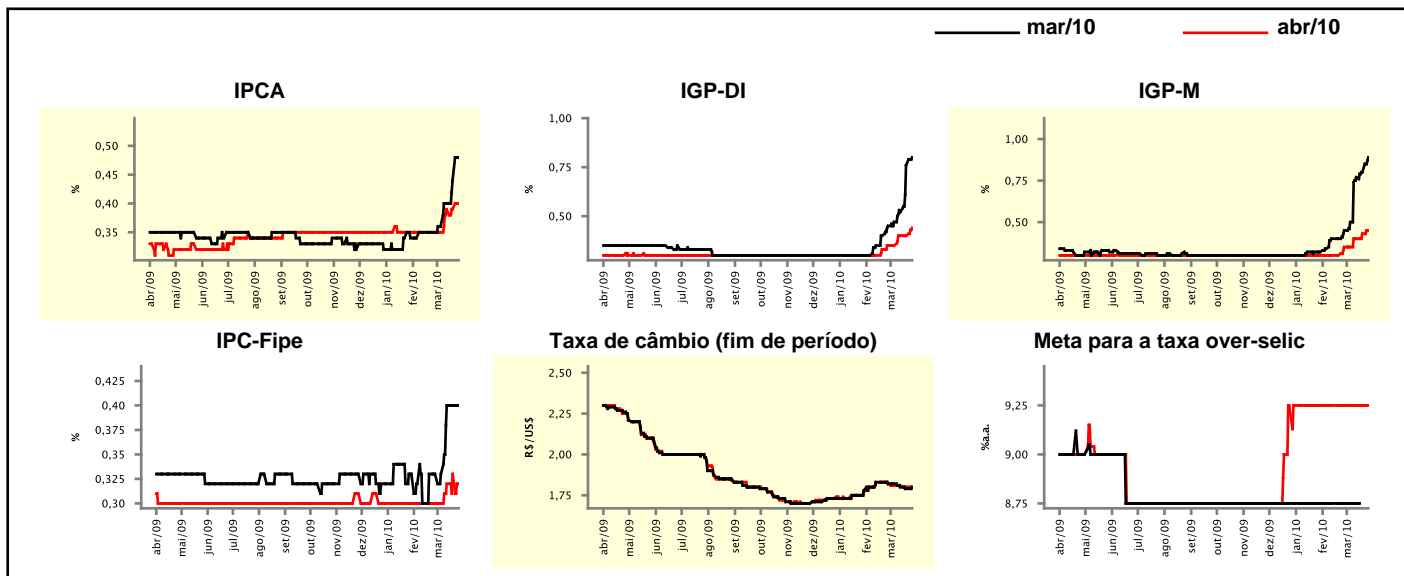 mar/10 abr/10
IPCA
0,50
0,45
0,40
0,35
%
abr/09 mai/09 jun/09 jul/09 ago/09 set/09 out/09 nov/09 dez/09 jan/10 fev/10 mar/10
IGP-DI
1,00
0,75
0,50
%
abr/09 mai/09 jun/09 jul/09 ago/09 set/09 out/09 nov/09 dez/09 jan/10 fev/10 mar/10
IGP-M
1,00
0,75
0,50
%
abr/09 mai/09 jun/09 jul/09 ago/09 set/09 out/09 nov/09 dez/09 jan/10 fev/10 mar/10
IPC-Fipe
0,425
0,40
0,375
0,35
0,325
0,30
%
abr/09 mai/09 jun/09 jul/09 ago/09 set/09 out/09 nov/09 dez/09 jan/10 fev/10 mar/10
Taxa de câmbio (fim de período)
2,50
2,25
2,00
1,75
R$/US$
abr/09 mai/09 jun/09 jul/09 ago/09 set/09 out/09 nov/09 dez/09 jan/10 fev/10 mar/10
Meta para a taxa over-selic
9,25
9,00
8,75
%a.a.
abr/09 mai/09 jun/09 jul/09 ago/09 set/09 out/09 nov/09 dez/09 jan/10 fev/10 mar/10